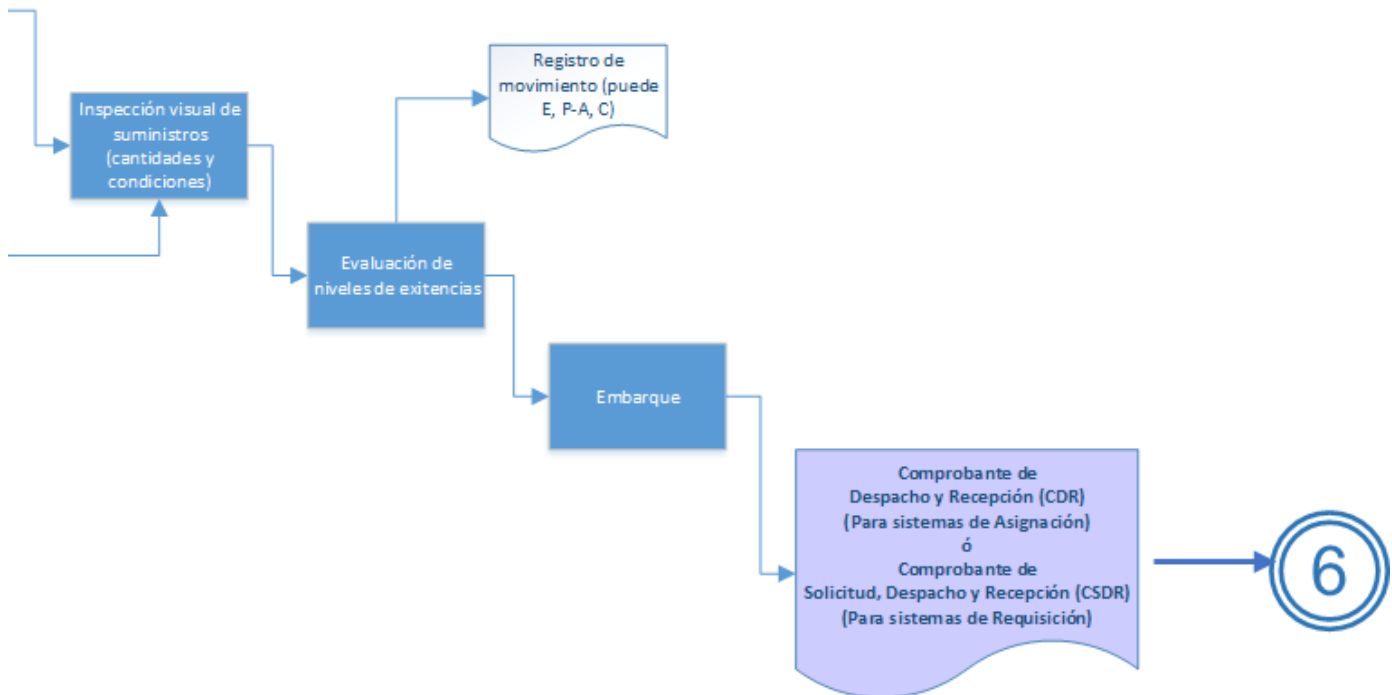 Registro de
movimiento (puede
E, P-A, C)
Inspección visual de
suministros
(cantidades y
condiciones)
Evaluación de
niveles de exitencias
Embarque
Comprobante de
Despacho y Recepción (CDR)
(Para sistemas de Asignación)
ó
Comprobante de
Solicitud, Despacho y Recepción (CSDR)
(Para sistemas de Requisición)
6